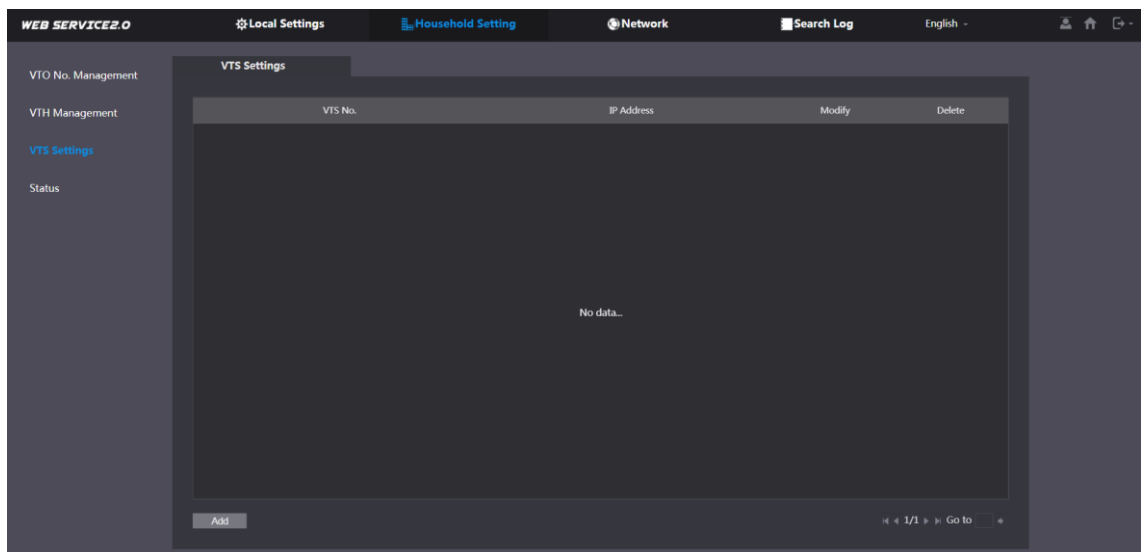 WEB SERVICE2.0 Local Settings Household Setting Network Search Log English
VTO No. Management
VTH Management
VTS Settings
Status
VTS Settings
VTS No. IP Address Modify Delete
No data...
Add 1/1 Go to